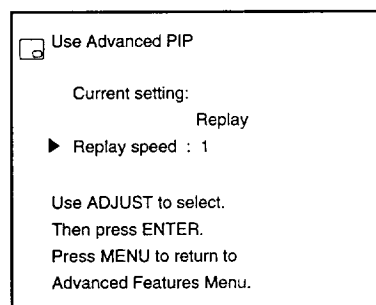 Use Advanced PIP
Current setting:
Replay
Replay speed : 1
Use ADJUST to select.
Then press ENTER.
Press MENU to return to
Advanced Features Menu.